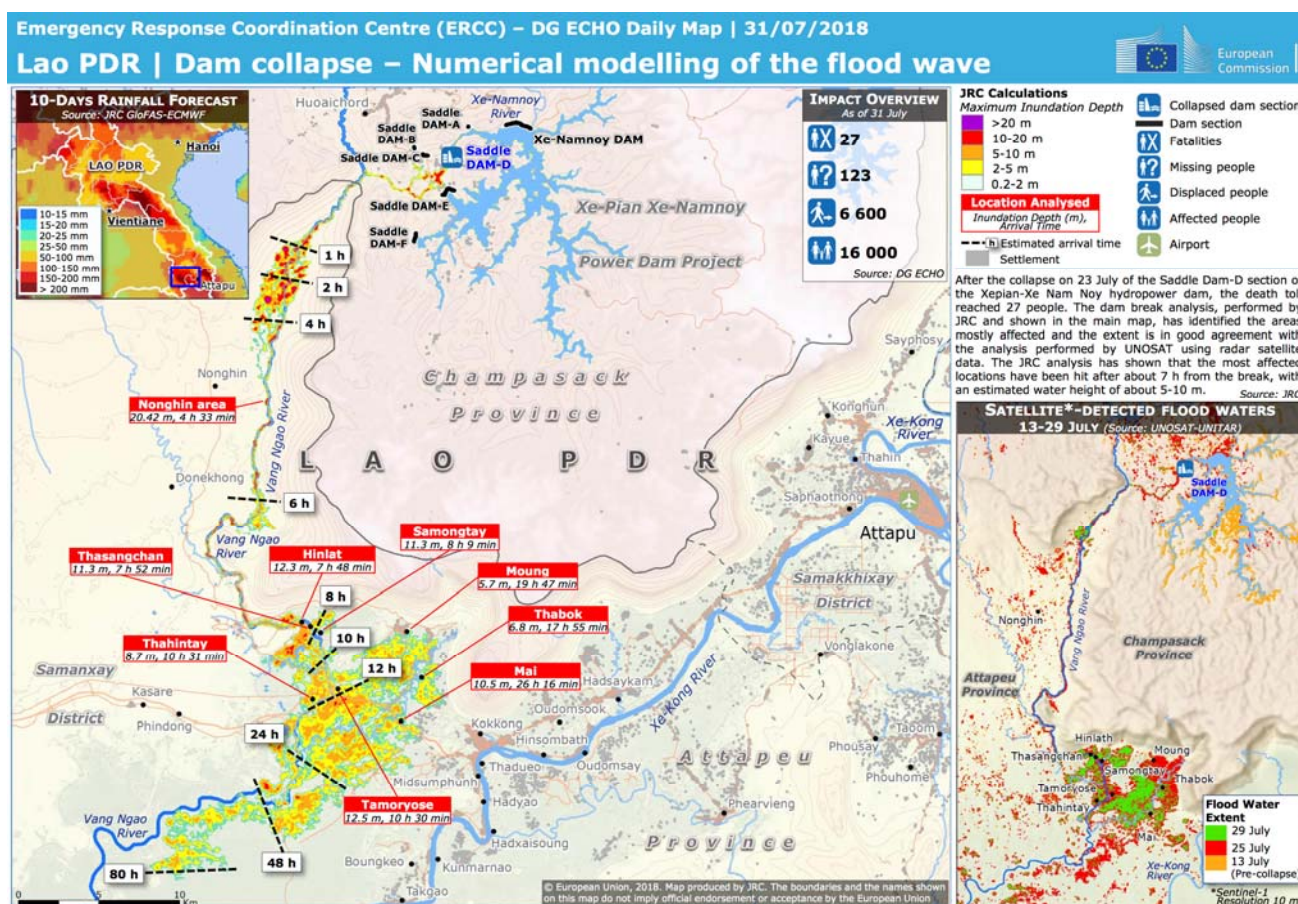 Emergency Response Coordination Centre (ERCC) – DG ECHO Daily Map | 31/07/2018
Lao PDR | Dam collapse – Numerical modelling of the flood wave
European
Commission
10-DAYS RAINFALL FORECAST
Source: JRC GloFAS-ECMWF
Hanoi
LAO PDR
Vientiane
Attapu
10-15 mm
15-20 mm
20-25 mm
25-50 mm
50-100 mm
100-150 mm
150-200 mm
> 200 mm
Huoaichord
Xe-Namnoy
River
Saddle
DAM-A
Saddle
DAM-B
Saddle DAM-C
Saddle
DAM-D
Xe-Namnoy DAM
Saddle DAM-E
Saddle
DAM-F
Xe-Pian Xe-Namnoy
Power Dam Project
IMPACT OVERVIEW
As of 31 July
27
123
6 600
16 000
Source: DG ECHO
1 h
2 h
4 h
Nonghin
Nonghin area
20.42 m, 4 h 33 min
Vang Ngao River
Champasack
Province
LAO PDR
Donekhong
6 h
Vang Ngao
River
Sayphosy
Konghun
Kayue
Xe-Kong
River
Thahin
Saphaothong
Attapu
Samongtay
11.3 m, 8 h 9 min
Thasangchan
11.3 m, 7 h 52 min
Hinlat
12.3 m, 7 h 48 min
Moung
5.7 m, 19 h 47 min
8 h
Thabok
6.8 m, 17 h 55 min
Samakkhixay
District
10 h
Thahintay
8.7 m, 10 h 31 min
12 h
Mai
10.5 m, 26 h 16 min
Vonglakone
Samanxay
District
Kasare
Phindong
Hadsaykam
Oudomsook
Xe-Kong River
Kokkong
24 h
Hinsombath
Taoom
Phousay
Attapeu
Province
Thadueo
Oudomsay
Midsumphunh
Phouhome
Tamoryose
12.5 m, 10 h 30 min
Hadyao
Phearvieng
Vang Ngao
River
Hadxaisoung
48 h
80 h
Boungkeo
Kunmarnao
Takgao
0 5 10
Km
© European Union, 2018. Map produced by JRC. The boundaries and the names shown
on this map do not imply official endorsement or acceptance by the European Union
JRC Calculations
Maximum Inundation Depth
>20 m
10-20 m
5-10 m
2-5 m
0.2-2 m
Location Analysed
Inundation Depth (m),
Arrival Time
h Estimated arrival time
Settlement
Collapsed dam section
Dam section
Fatalities
Missing people
Displaced people
Affected people
Airport
After the collapse on 23 July of the Saddle Dam-D section o
the Xepian-Xe Nam Noy hydropower dam, the death tol
reached 27 people. The dam break analysis, performed by
JRC and shown in the main map, has identified the areas
mostly affected and the extent is in good agreement with
the analysis performed by UNOSAT using radar satellite
data. The JRC analysis has shown that the most affected
locations have been hit after about 7 h from the break, with
an estimated water height of about 5-10 m.
Source: JRC
SATELLITE*-DETECTED FLOOD WATERS
13-29 JULY (Source: UNOSAT-UNITAR)
Saddle
DAM-D
Nonghin
Vang Ngao River
Champasack
Province
Attapeu
Province
Hinlath
Thasangchan
Moung
Samongtay
Thabok
Tamoryose
Thahintay
Mai
Xe-Kong
River
Flood Water
Extent
29 July
25 July
13 July
(Pre-collapse)
*Sentinel-1
Resolution 10 m